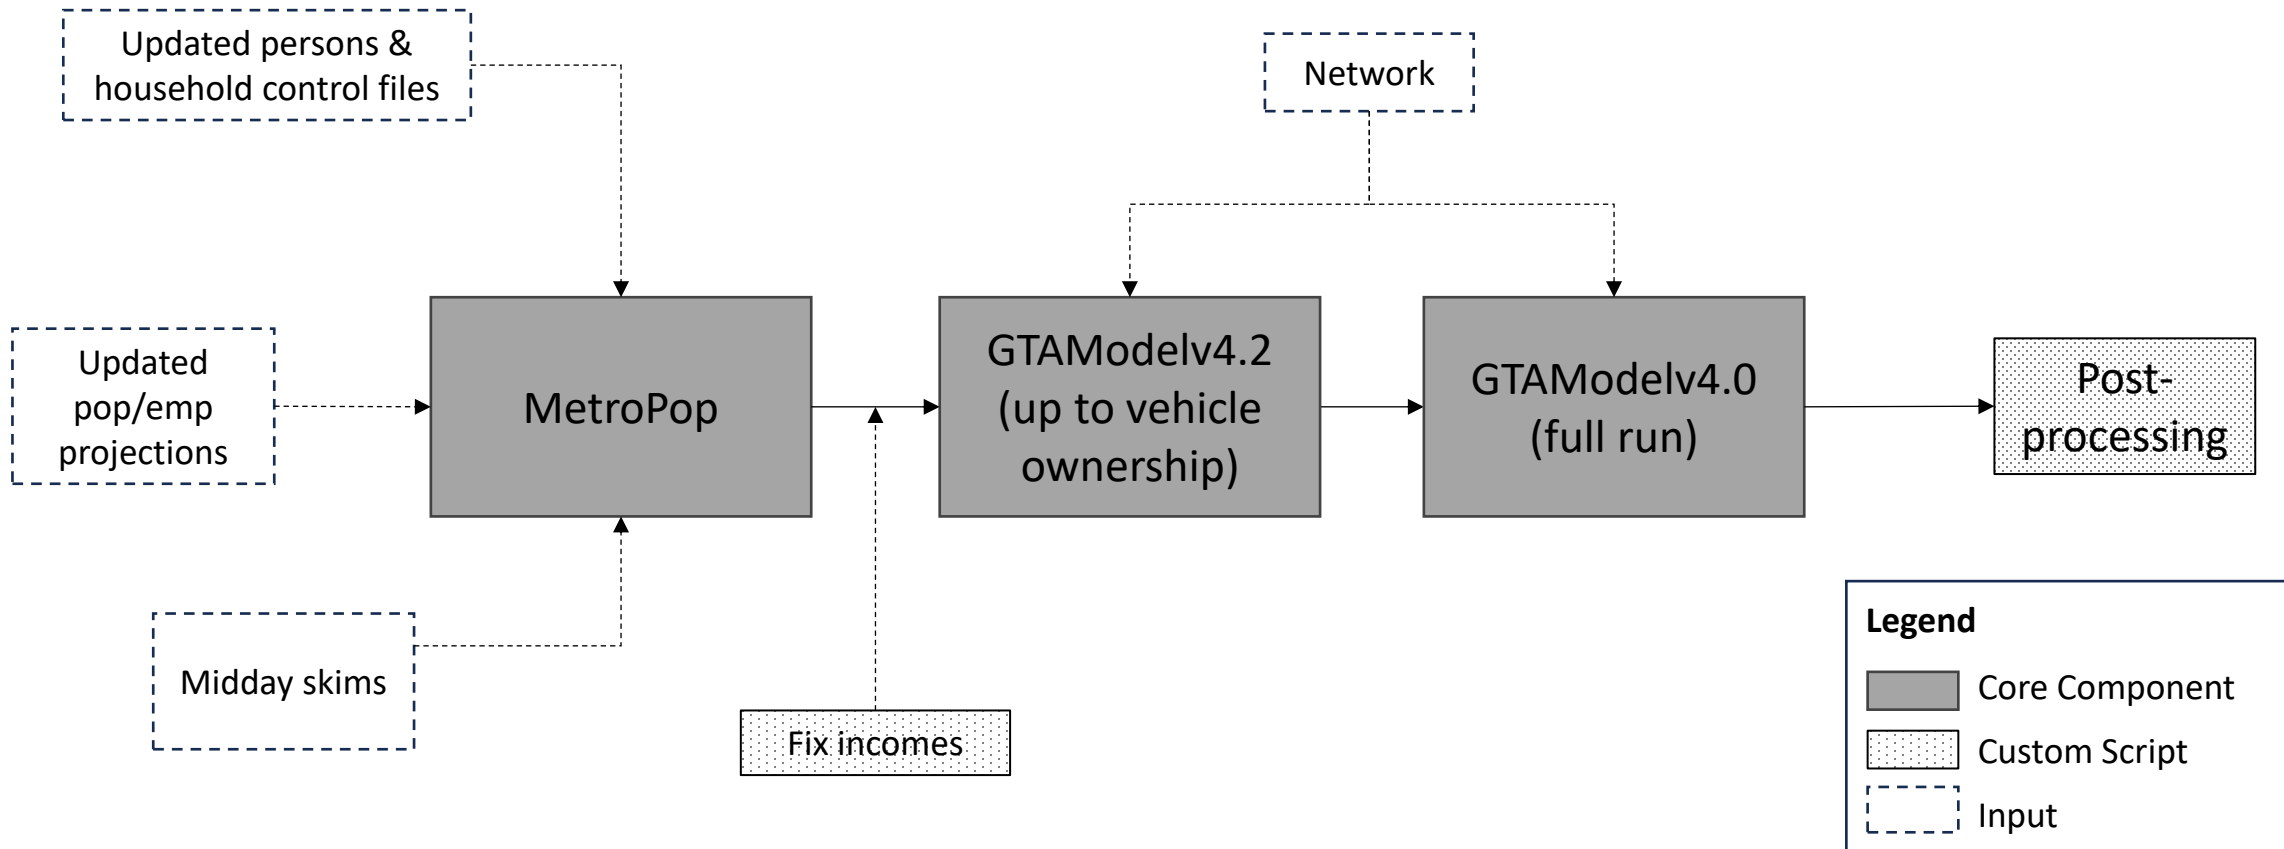 Updated persons &
household control files
Network
Updated
pop/emp
projections
MetroPop
GTAModelv4.2
(up to vehicle
ownership)
GTAModelv4.0
(full run)
Post-
processing
Midday skims
Fix incomes
Legend
Core Component
Custom Script
Input